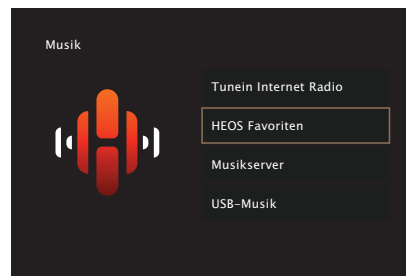 Musik
Tunein Internet Radio
HEOS Favoriten
Musikserver
USB-Musik